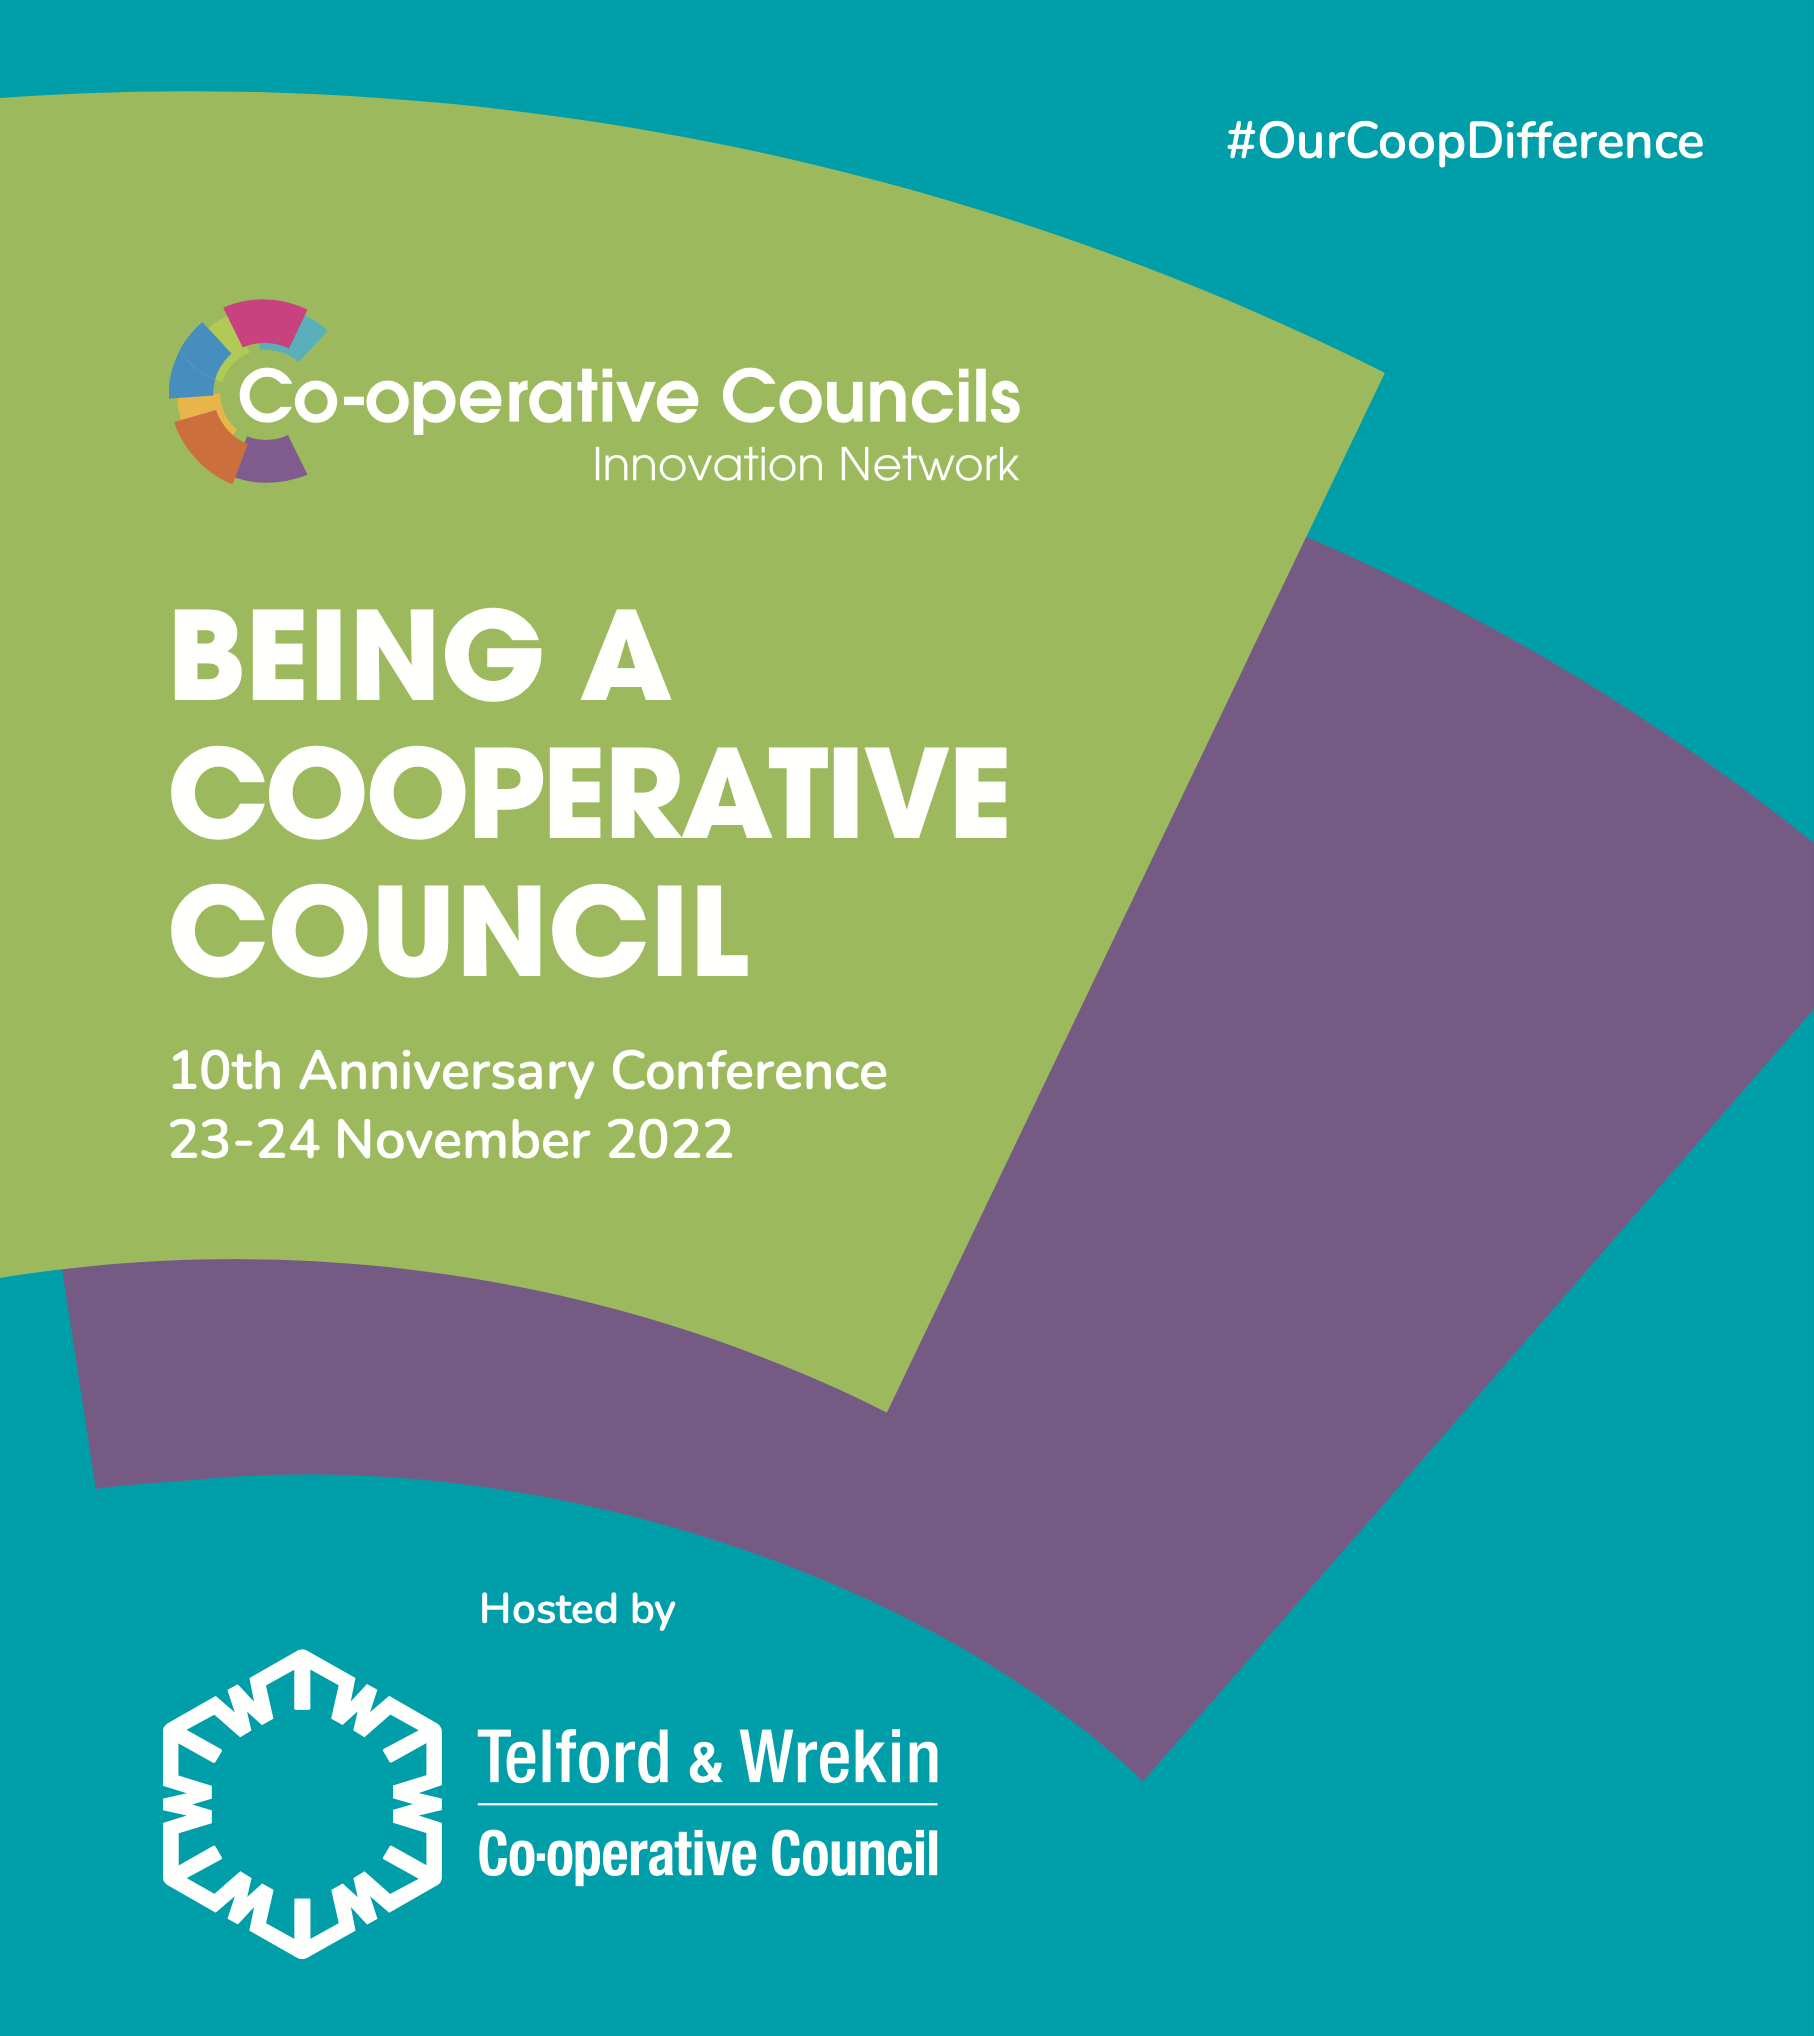 #OurCoopDifference
Co-operative Councils
Innovation Network
BEING A
COOPERATIVE
COUNCIL
10th Anniversary Conference
23-24 November 2022
Hosted by
Telford & Wrekin
Co-operative Council